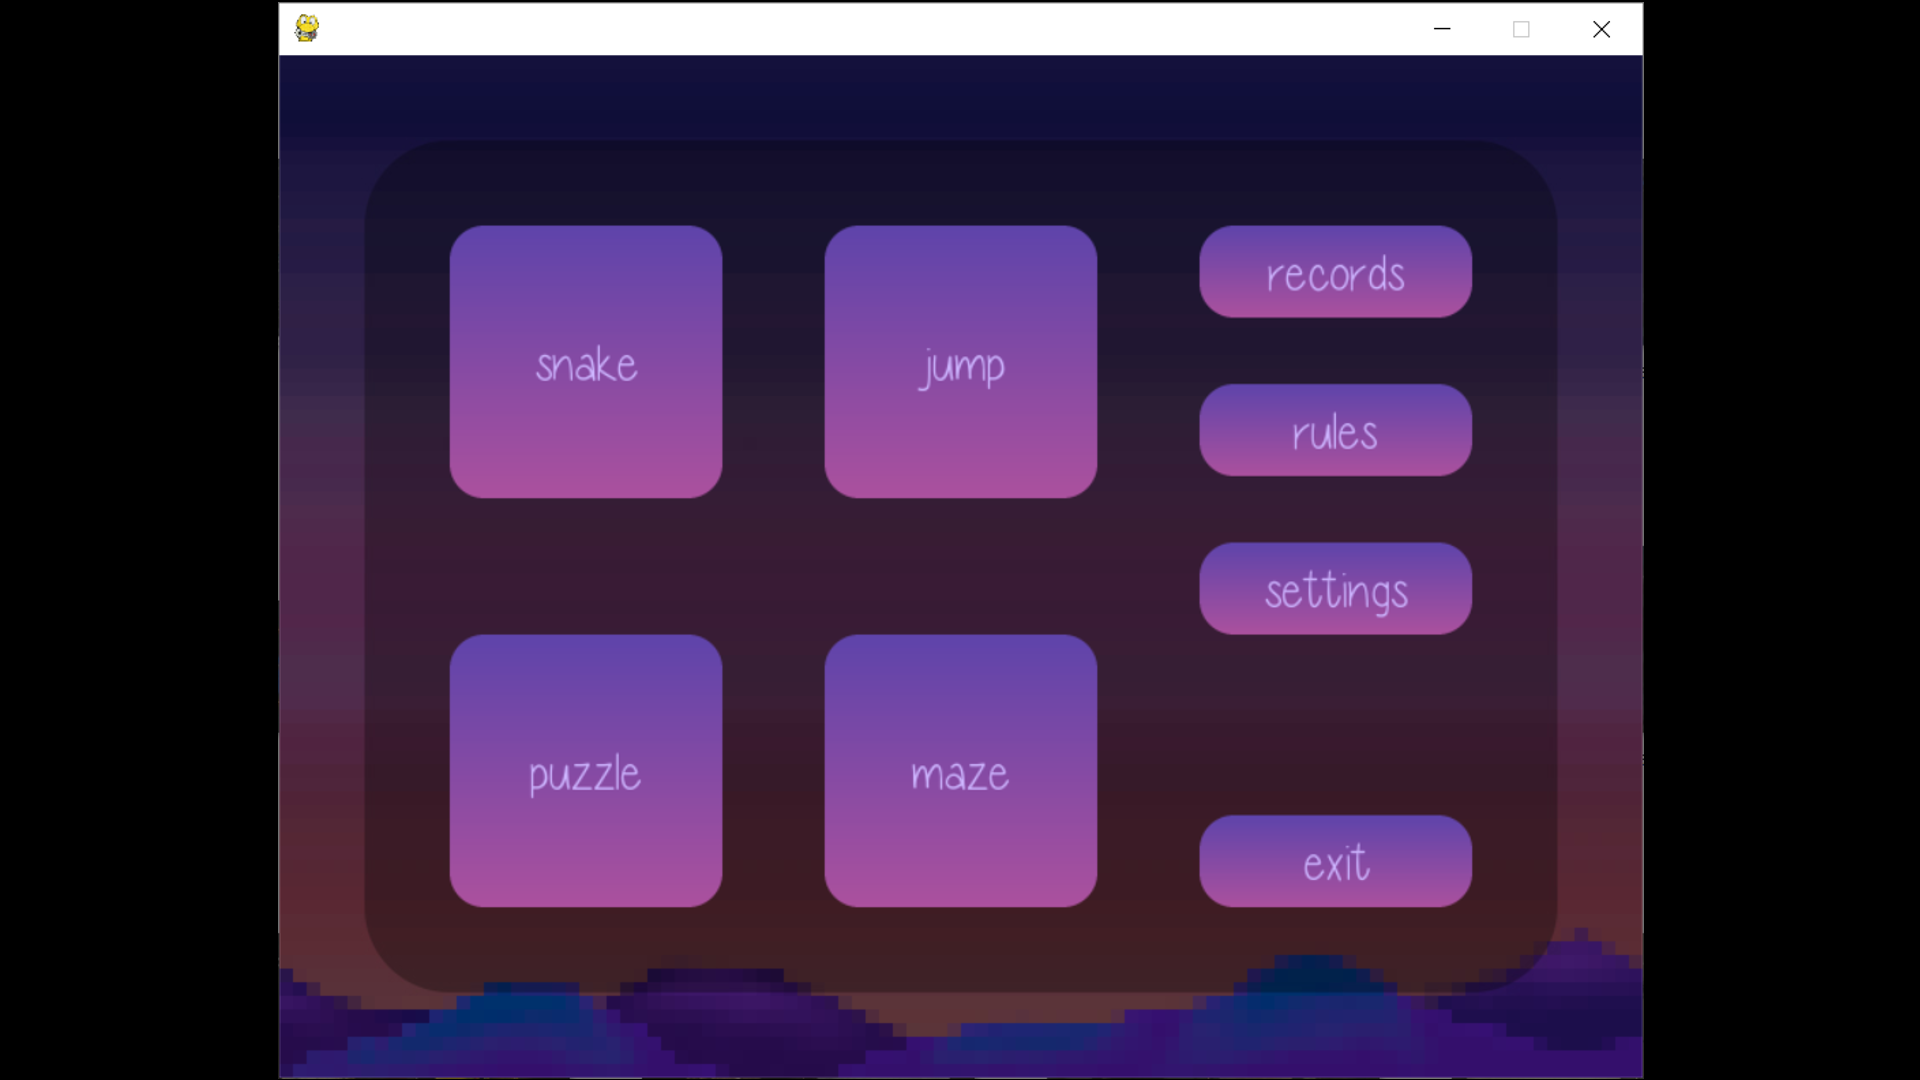 snake
jump
records
rules
settings
puzzle
maze
exit